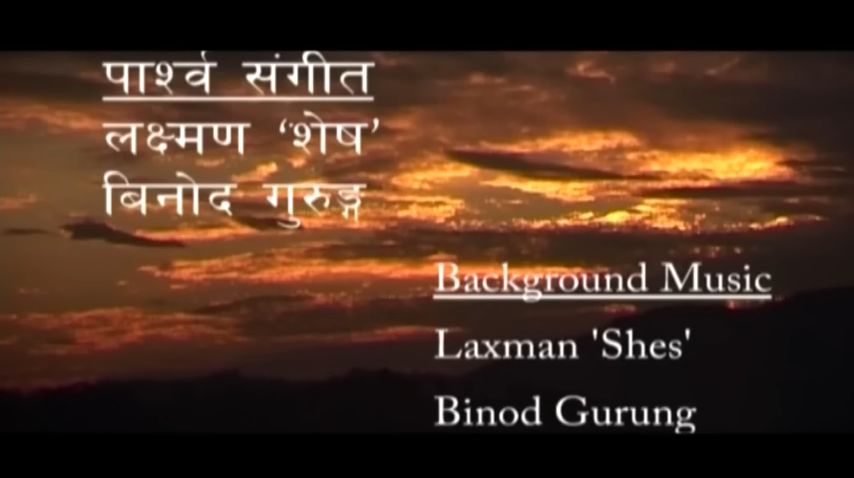 पार्श्व संगीत
लक्ष्मण ‘शेष’
बिनोद गुरुङ्ग
Background Music
Laxman 'Shes'
Binod Gurung